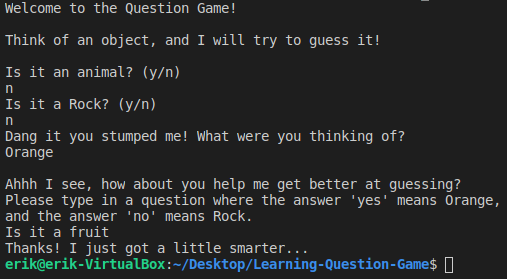 Welcome to the Question Game!
Think of an object, and I will try to guess it!
Is it an animal? (y/n)
n
Is it a Rock? (y/n)
n
Dang it you stumped me! What were you thinking of?
Orange
Ahhh I see, how about you help me get better at guessing?
Please type in a question where the answer 'yes' means Orange,
and the answer 'no' means Rock.
Is it a fruit
Thanks! I just got a little smarter...
erik@erik-VirtualBox:~/Desktop/Learning-Question-Game$